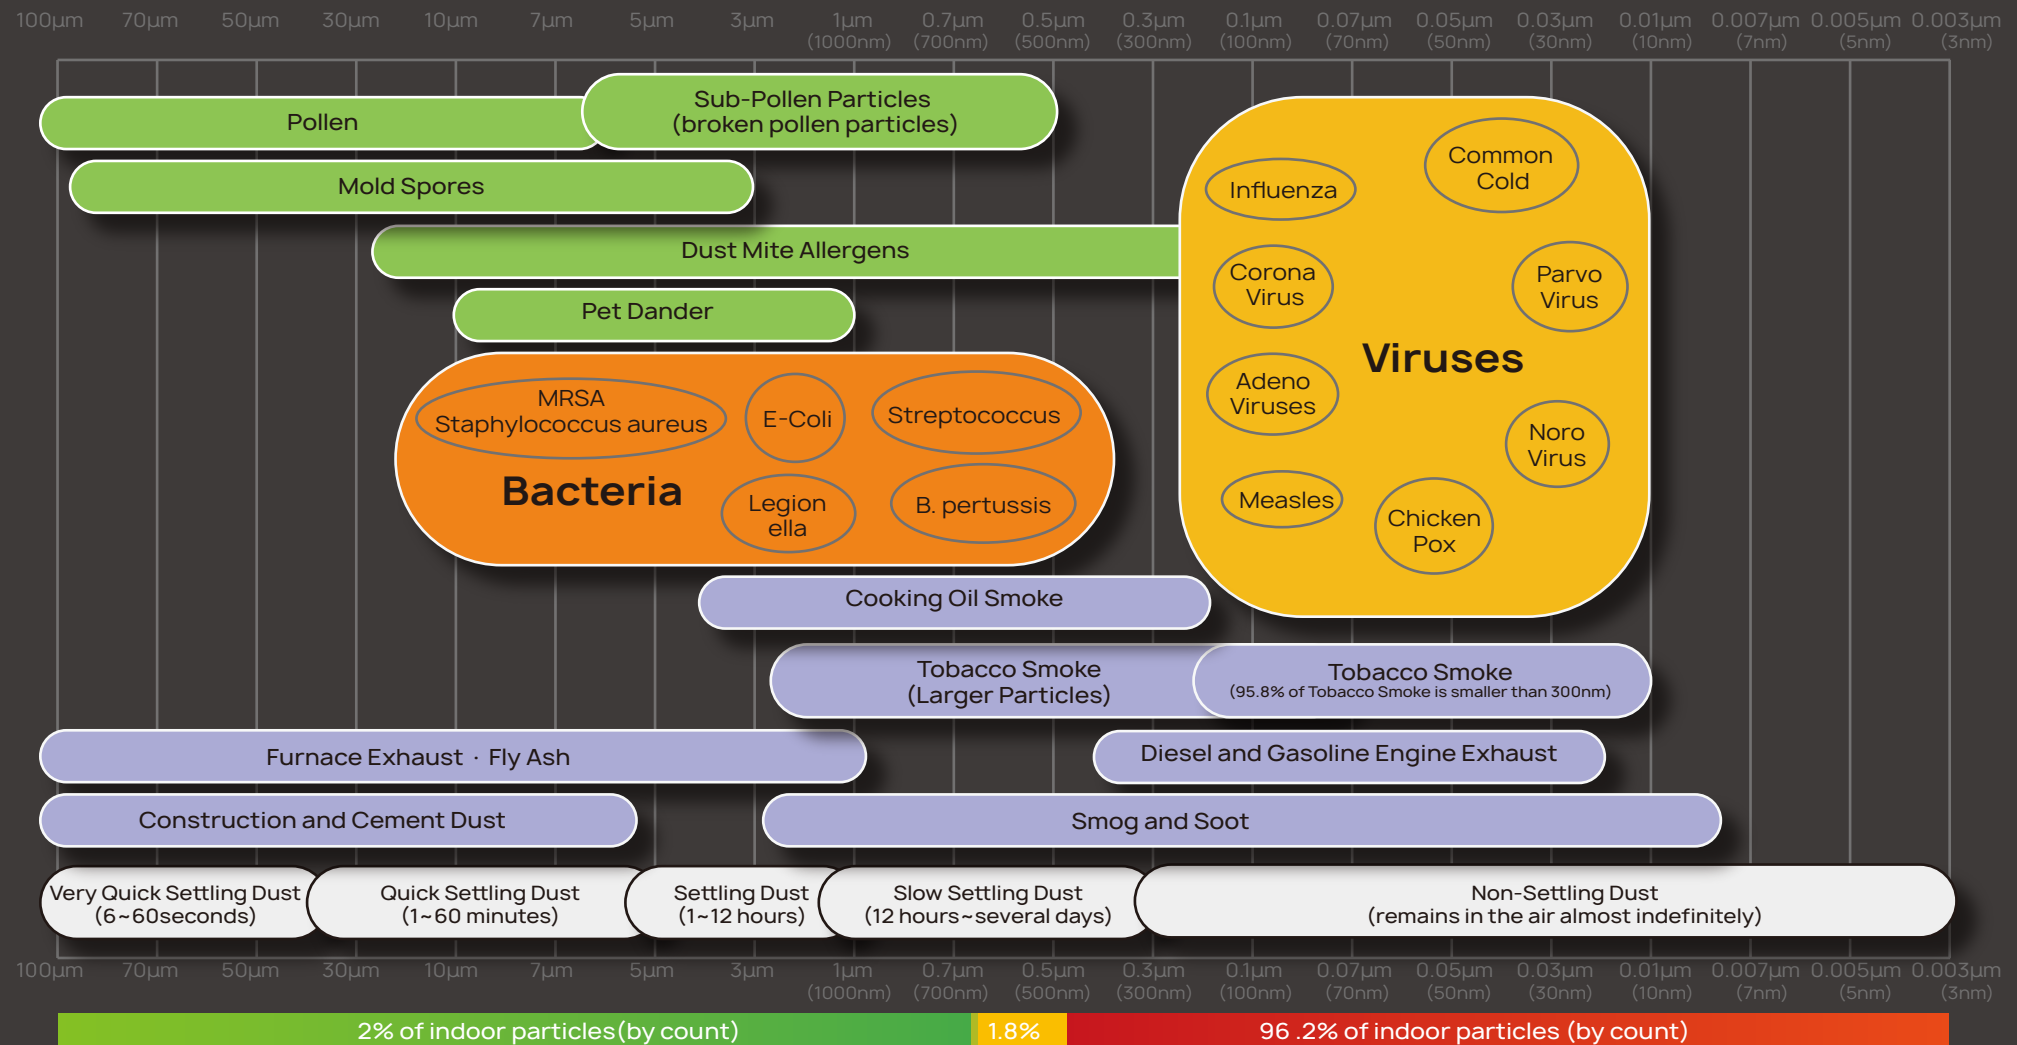 100μm 70μm 50μm 30μm 10μm 7μm 5μm 3μm 1μm 0.7μm 0.5μm 0.3μm 0.1μm 0.07μm 0.05μm 0.03μm 0.01μm 0.007μm 0.005μm 0.003μm
(1000nm) (700nm) (500nm) (300nm) (100nm) (70nm) (50nm) (30nm) (10nm) (7nm) (5nm) (3nm)
Pollen
Sub-Pollen Particles
(broken pollen particles)
Mold Spores
Dust Mite Allergens
Pet Dander
MRSA
Staphylococcus aureus
E-Coli
Streptococcus
Bacteria
Legion
ella
B. pertussis
Influenza
Common
Cold
Corona
Virus
Parvo
Virus
Viruses
Adeno
Viruses
Noro
Virus
Measles
Chicken
Pox
Cooking Oil Smoke
Tobacco Smoke
(Larger Particles)
Tobacco Smoke
(95.8% of Tobacco Smoke is smaller than 300nm)
Furnace Exhaust · Fly Ash
Diesel and Gasoline Engine Exhaust
Construction and Cement Dust
Smog and Soot
Very Quick Settling Dust
(6~60seconds)
Quick Settling Dust
(1~60 minutes)
Settling Dust
(1~12 hours)
Slow Settling Dust
(12 hours~several days)
Non-Settling Dust
(remains in the air almost indefinitely)
100μm 70μm 50μm 30μm 10μm 7μm 5μm 3μm 1μm 0.7μm 0.5μm 0.3μm 0.1μm 0.07μm 0.05μm 0.03μm 0.01μm 0.007μm 0.005μm 0.003μm
(1000nm) (700nm) (500nm) (300nm) (100nm) (70nm) (50nm) (30nm) (10nm) (7nm) (5nm) (3nm)
2% of indoor particles(by count) 1.8% 96 .2% of indoor particles (by count)